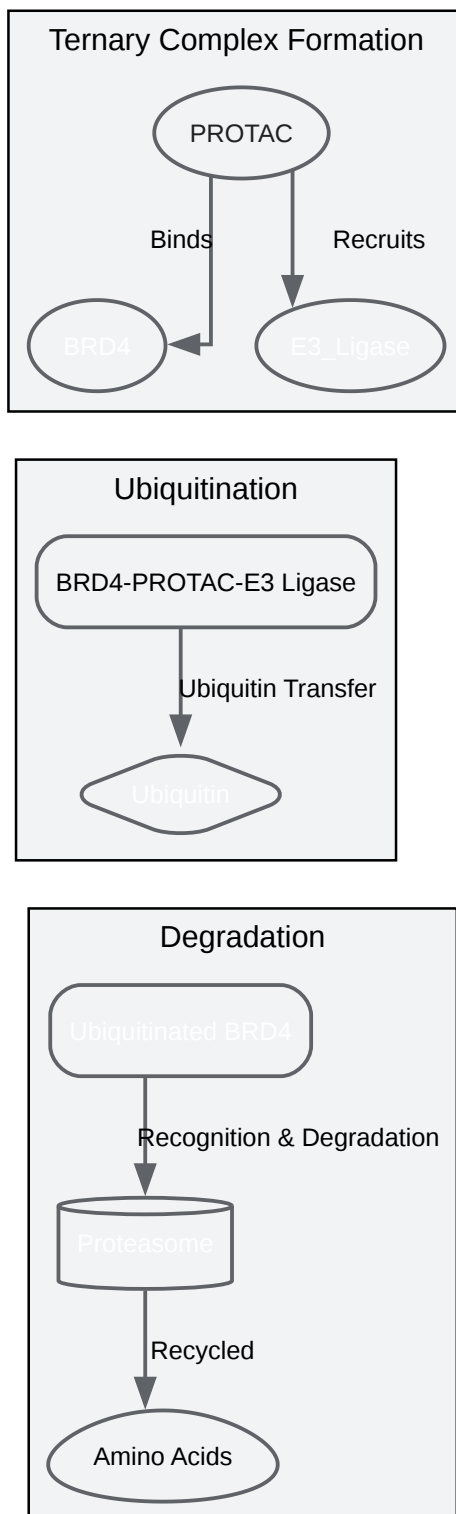 Ternary Complex Formation
PROTAC
Binds
Recruits
BRD4
E3_Ligase
Ubiquitination
BRD4-PROTAC-E3 Ligase
Ubiquitin Transfer
Ubiquitin
Degradation
Ubiquitinated BRD4
Recognition & Degradation
Proteasome
Recycled
Amino Acids